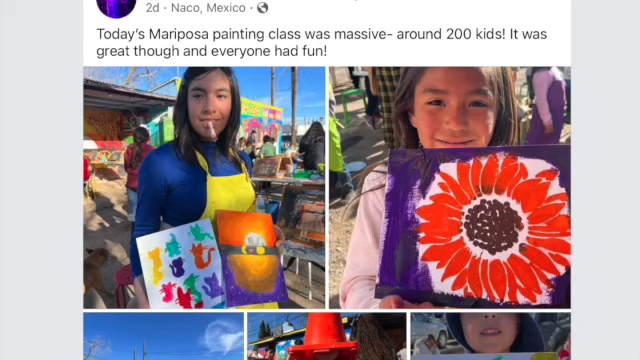 2d · Naco, Mexico ·
Today's Mariposa painting class was massive- around 200 kids! It was
great though and everyone had fun!